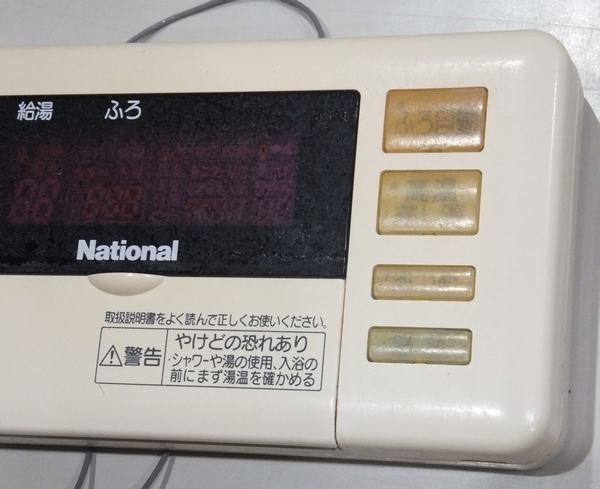 給湯 ふろ
National
取扱説明書をよく読んで正しくお使いください。
警告
やけどの恐れあり
・シャワーや湯の使用、入浴の
前にまず湯温を確かめる